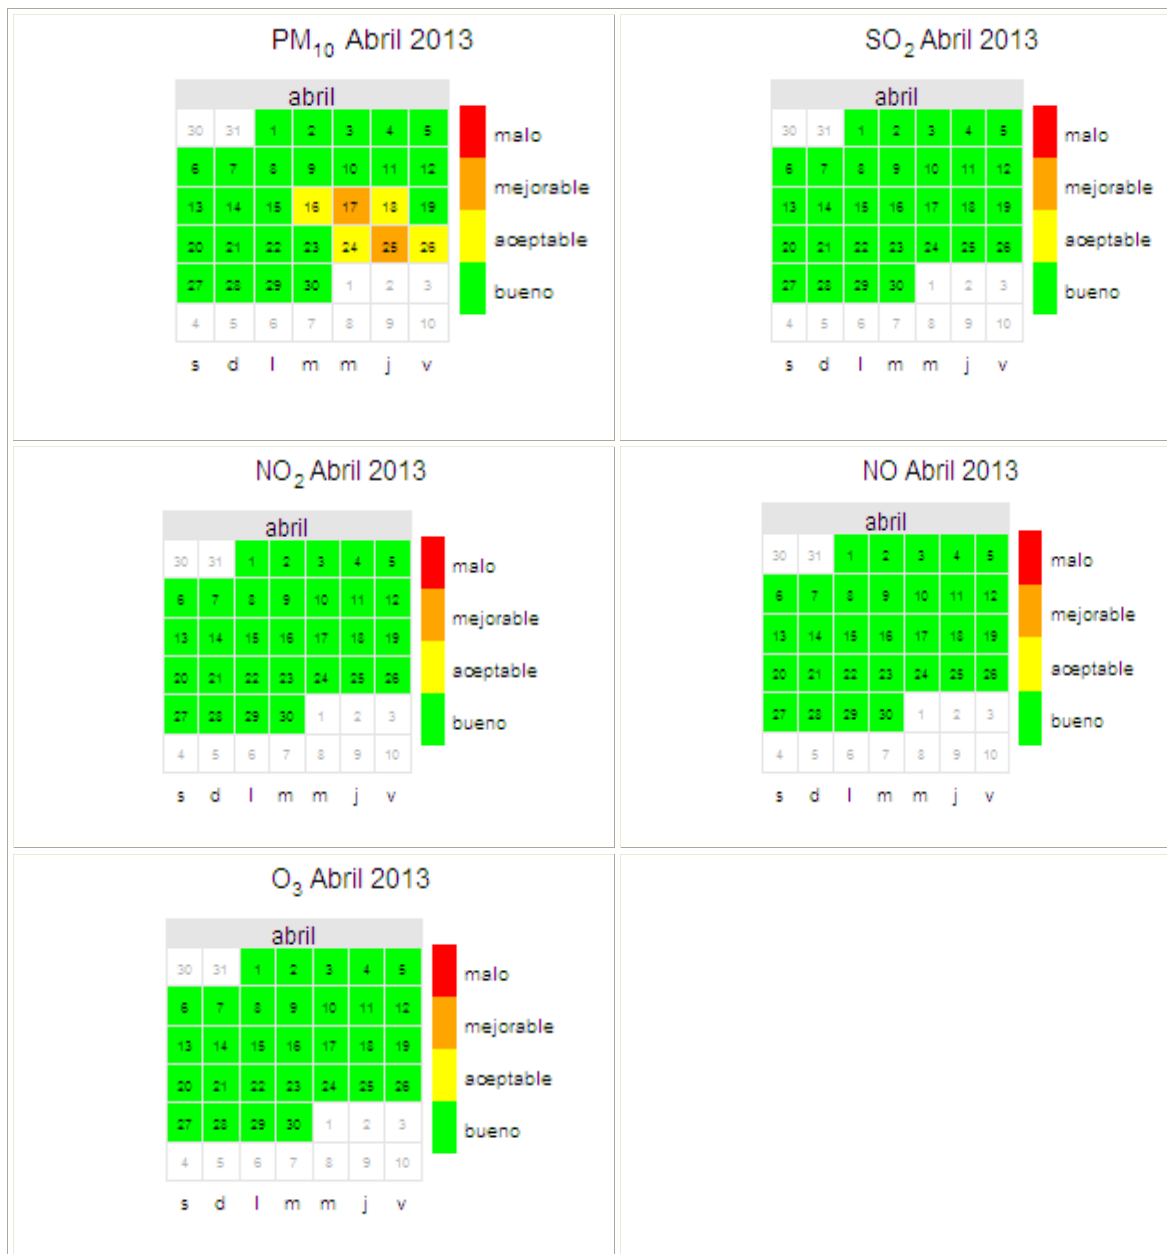 PM10 Abril 2013
abril
30 31 1 2 3 4 5
6 7 8 9 10 11 12
13 14 15 16 17 18 19
20 21 22 23 24 25 26
27 28 29 30 1 2 3
4 5 6 7 8 9 10
s d l m m j v
malo
mejorable
aceptable
bueno
SO2 Abril 2013
abril
30 31 1 2 3 4 5
6 7 8 9 10 11 12
13 14 15 16 17 18 19
20 21 22 23 24 25 26
27 28 29 30 1 2 3
4 5 6 7 8 9 10
s d l m m j v
malo
mejorable
aceptable
bueno
NO2 Abril 2013
abril
30 31 1 2 3 4 5
6 7 8 9 10 11 12
13 14 15 16 17 18 19
20 21 22 23 24 25 26
27 28 29 30 1 2 3
4 5 6 7 8 9 10
s d l m m j v
malo
mejorable
aceptable
bueno
NO Abril 2013
abril
30 31 1 2 3 4 5
6 7 8 9 10 11 12
13 14 15 16 17 18 19
20 21 22 23 24 25 26
27 28 29 30 1 2 3
4 5 6 7 8 9 10
s d l m m j v
malo
mejorable
aceptable
bueno
O3 Abril 2013
abril
30 31 1 2 3 4 5
6 7 8 9 10 11 12
13 14 15 16 17 18 19
20 21 22 23 24 25 26
27 28 29 30 1 2 3
4 5 6 7 8 9 10
s d l m m j v
malo
mejorable
aceptable
bueno